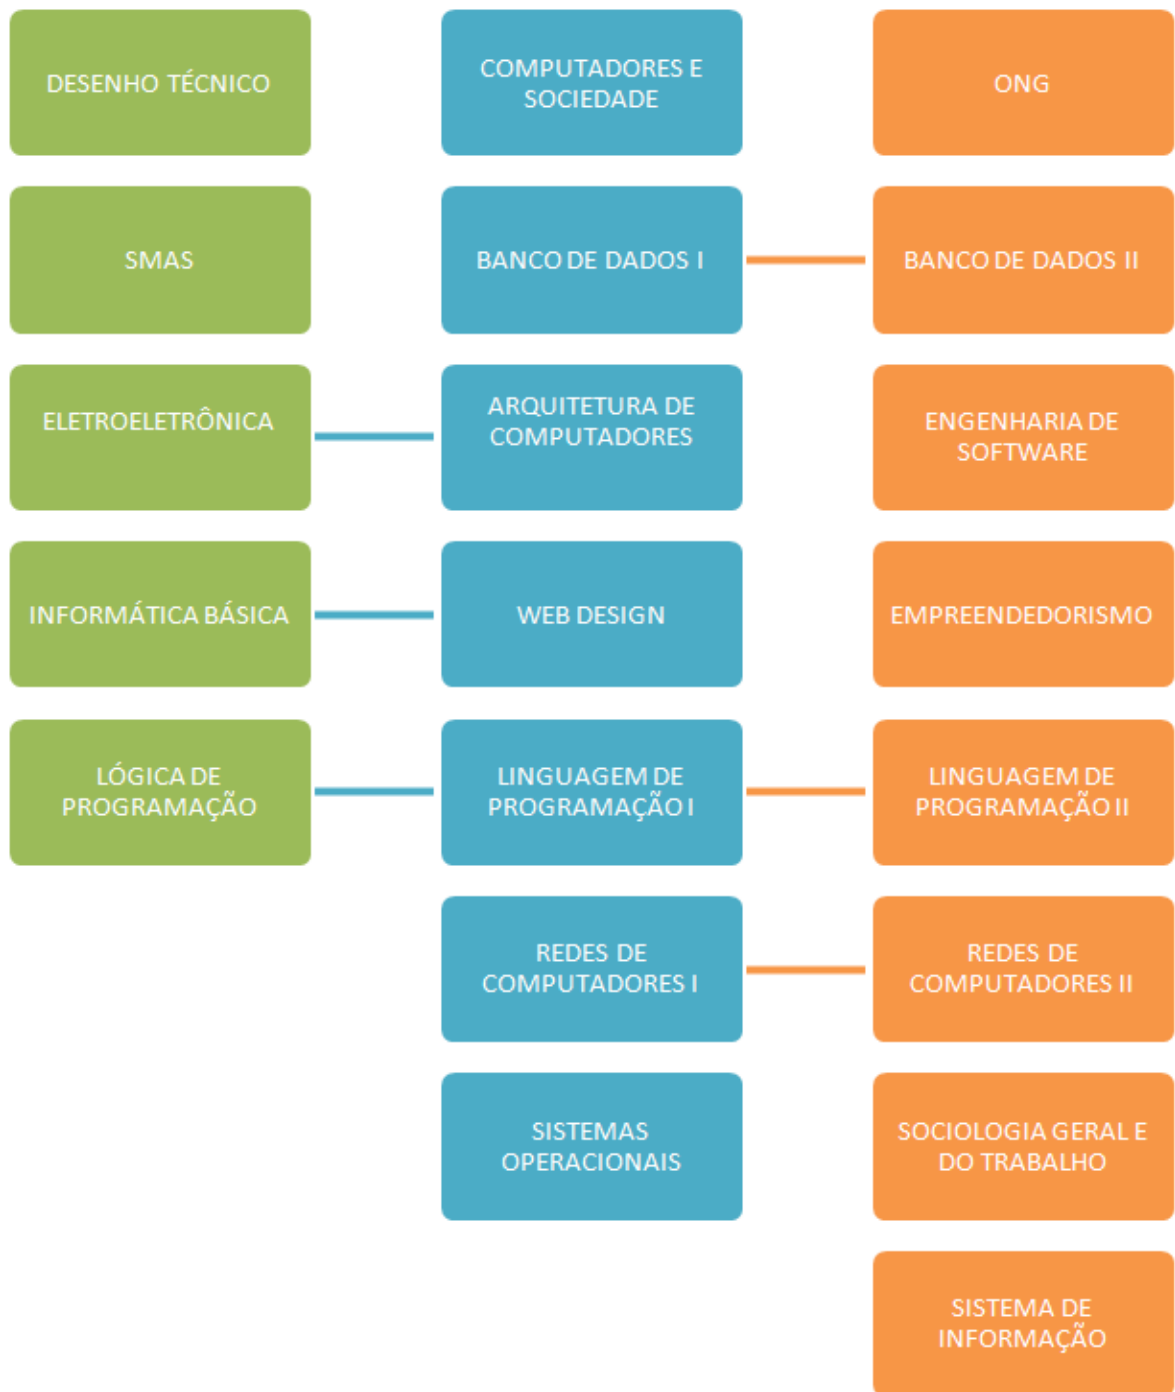 DESENHO TÉCNICO
COMPUTADORES E
SOCIEDADE
ONG
SMAS
BANCO DE DADOS I
BANCO DE DADOS II
ELETROELETRÔNICA
ARQUITETURA DE
COMPUTADORES
ENGENHARIA DE
SOFTWARE
INFORMÁTICA BÁSICA
WEB DESIGN
EMPREENDEDORISMO
LÓGICA DE
PROGRAMAÇÃO
LINGUAGEM DE
PROGRAMAÇÃO I
LINGUAGEM DE
PROGRAMAÇÃO II
REDES DE
COMPUTADORES I
REDES DE
COMPUTADORES II
SISTEMAS
OPERACIONAIS
SOCIOLOGIA GERAL E
DO TRABALHO
SISTEMA DE
INFORMAÇÃO